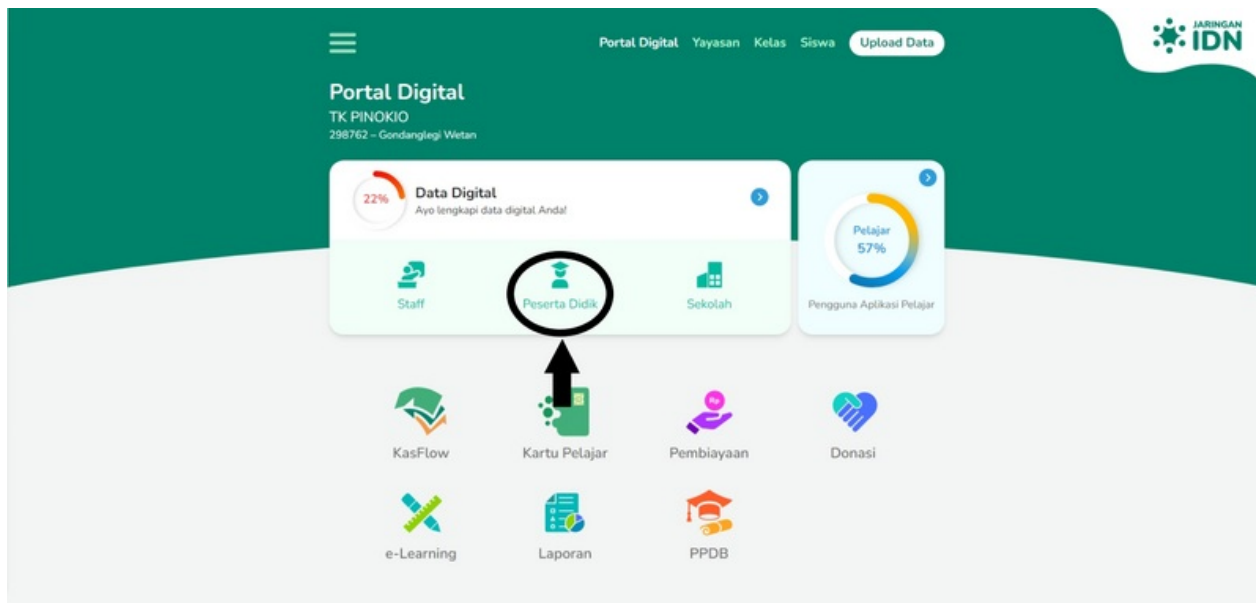 Portal Digital Yayasan Kelas Siswa Upload Data
JARINGAN
IDN
Portal Digital
TK PINOKIO
298762 – Gondanglegi Wetan
22%
Data Digital
Ayo lengkapi data digital Anda!
Staff
Peserta Didik
Sekolah
Pelajar
57%
Pengguna Aplikasi Pelajar
KasFlow
Kartu Pelajar
Rp
Pembiayaan
Donasi
e-Learning
Laporan
PPDB